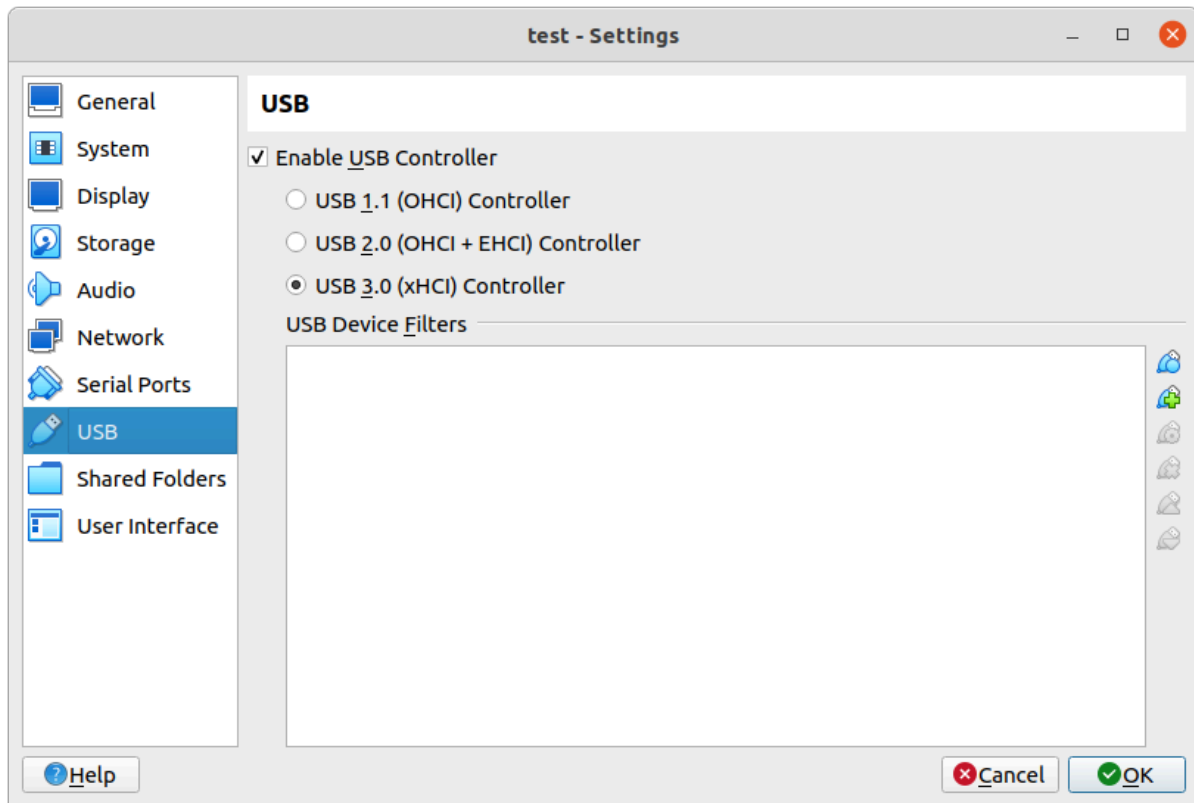 test - Settings
General
System
Display
Storage
Audio
Network
Serial Ports
USB
Shared Folders
User Interface
USB
Enable USB Controller
USB 1.1 (OHCI) Controller
USB 2.0 (OHCI + EHCI) Controller
USB 3.0 (xHCI) Controller
USB Device Filters
Help
Cancel
OK